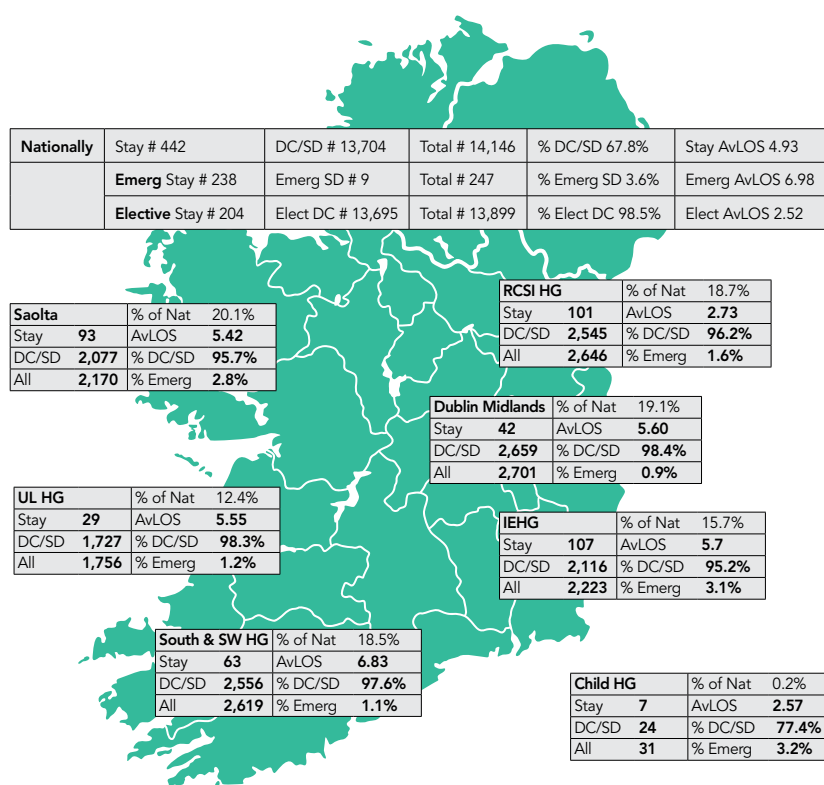 Nationally Stay # 442 DC/SD # 13,704 Total # 14,146 % DC/SD 67.8% Stay AvLOS 4.93
Emerg Stay # 238 Emerg SD # 9 Total # 247 % Emerg SD 3.6% Emerg AvLOS 6.98
Elective Stay # 204 Elect DC # 13,695 Total # 13,899 % Elect DC 98.5% Elect AvLOS 2.52
RCSI HG % of Nat 18.7%
Stay 101 AvLOS 2.73
DC/SD 2,545 % DC/SD 96.2%
All 2,646 % Emerg 1.6%
Saolta % of Nat 20.1%
Stay 93 AvLOS 5.42
DC/SD 2,077 % DC/SD 95.7%
All 2,170 % Emerg 2.8%
Dublin Midlands % of Nat 19.1%
Stay 42 AvLOS 5.60
DC/SD 2,659 % DC/SD 98.4%
All 2,701 % Emerg 0.9%
UL HG % of Nat 12.4%
Stay 29 AvLOS 5.55
DC/SD 1,727 % DC/SD 98.3%
All 1,756 % Emerg 1.2%
IEHG % of Nat 15.7%
Stay 107 AvLOS 5.7
DC/SD 2,116 % DC/SD 95.2%
All 2,223 % Emerg 3.1%
South & SW HG % of Nat 18.5%
Stay 63 AvLOS 6.83
DC/SD 2,556 % DC/SD 97.6%
All 2,619 % Emerg 1.1%
Child HG % of Nat 0.2%
Stay 7 AvLOS 2.57
DC/SD 24 % DC/SD 77.4%
All 31 % Emerg 3.2%